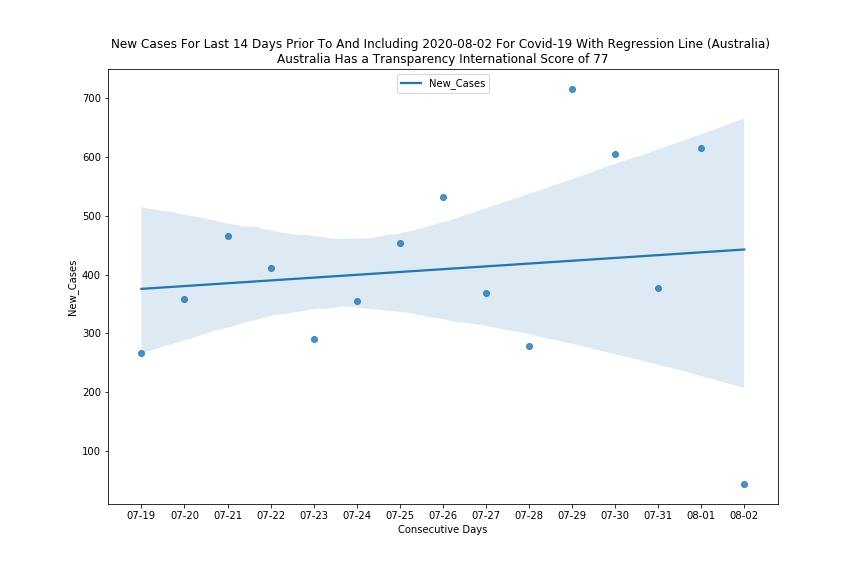 New Cases For Last 14 Days Prior To And Including 2020-08-02 For Covid-19 With Regression Line (Australia)
Australia Has a Transparency International Score of 77
New_Cases
700
600
500
400
300
200
100
New_Cases
07-19 07-20 07-21 07-22 07-23 07-24 07-25 07-26 07-27 07-28 07-29 07-30 07-31 08-01 08-02
Consecutive Days